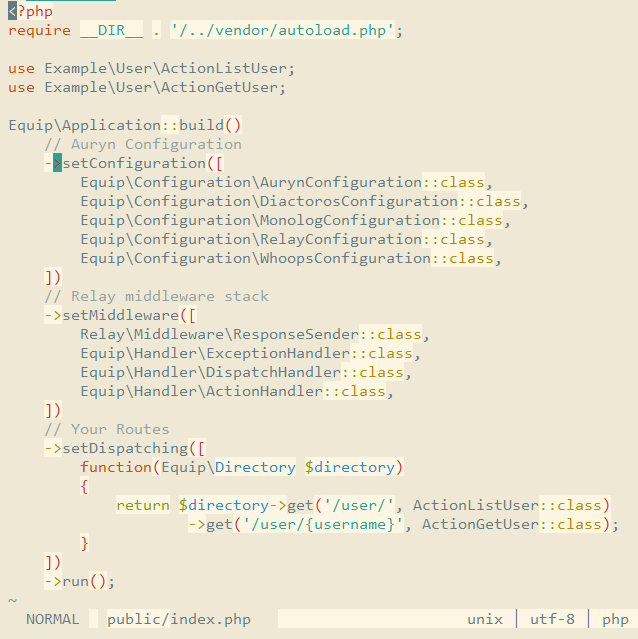 <?php
require __DIR__ . '/../vendor/autoload.php';

use Example\User\ActionListUser;
use Example\User\ActionGetUser;

Equip\Application::build()
    // Auryn Configuration
    ->setConfiguration([
        Equip\Configuration\AurynConfiguration::class,
        Equip\Configuration\DiactorosConfiguration::class,
        Equip\Configuration\MonologConfiguration::class,
        Equip\Configuration\RelayConfiguration::class,
        Equip\Configuration\WhoopsConfiguration::class,
    ])
    // Relay middleware stack
    ->setMiddleware([
        Relay\Middleware\ResponseSender::class,
        Equip\Handler\ExceptionHandler::class,
        Equip\Handler\DispatchHandler::class,
        Equip\Handler\ActionHandler::class,
    ])
    // Your Routes
    ->setDispatching([
        function(Equip\Directory $directory)
        {
            return $directory->get('/user/', ActionListUser::class)
                    ->get('/user/{username}', ActionGetUser::class);
        }
    ])
    ->run();
~
NORMAL public/index.php unix | utf-8 | php